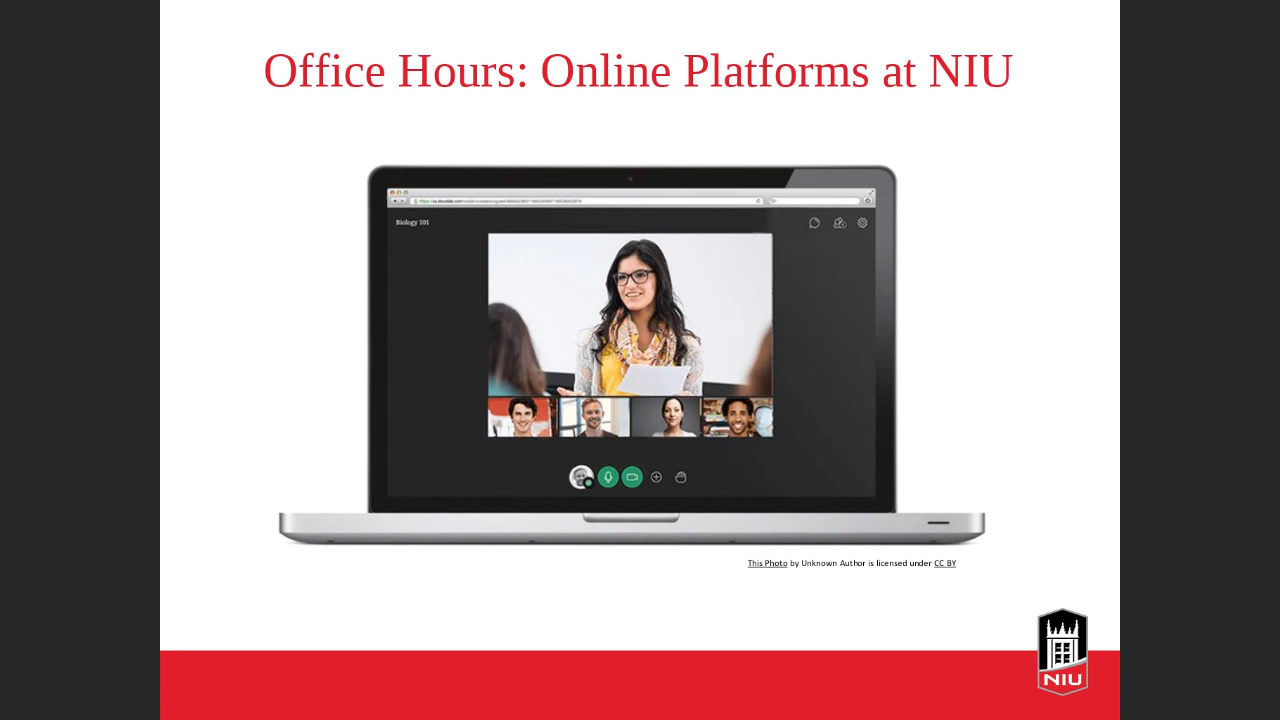 Office Hours: Online Platforms at NIU
Biology 101
This Photo by Unknown Author is licensed under CC BY
NIU